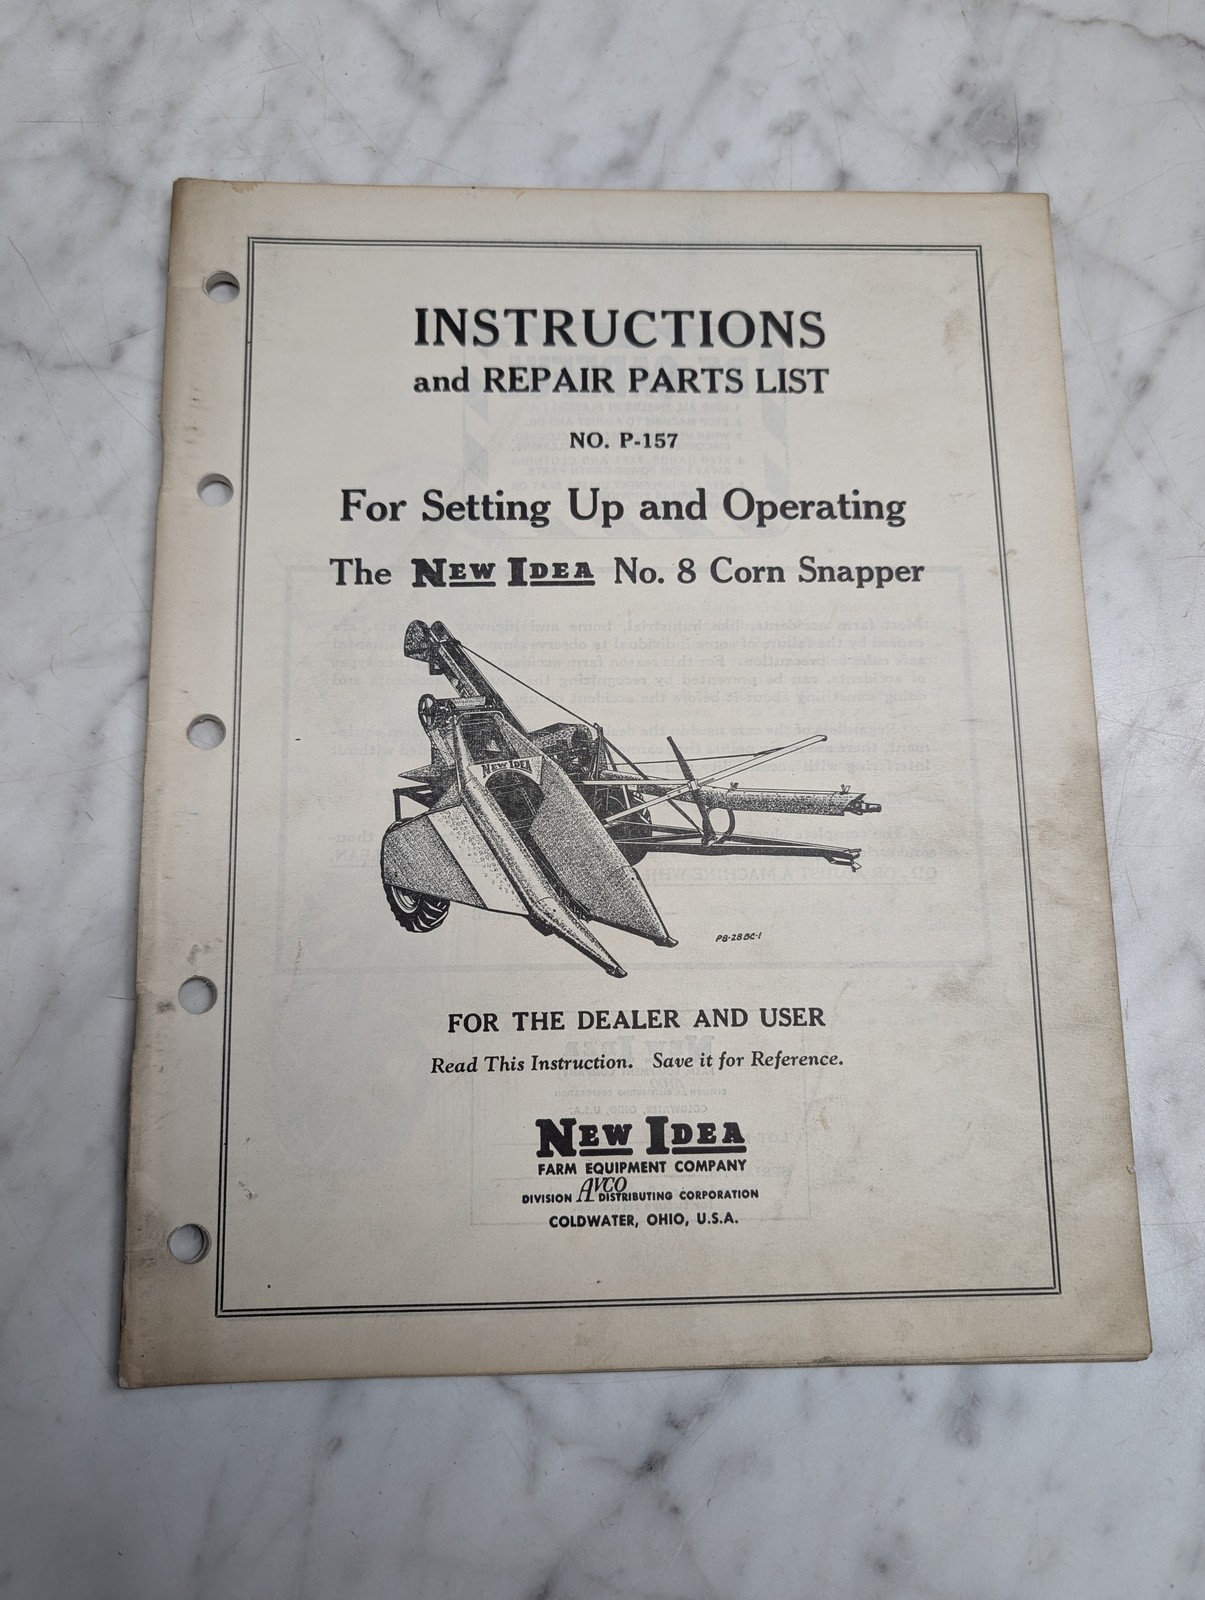 INSTRUCTIONS
and REPAIR PARTS LIST
NO. P-157
For Setting Up and Operating
The NEW IDEA No. 8 Corn Snapper
NEW IDEA
PB-28BC-1
FOR THE DEALER AND USER
Read This Instruction. Save it for Reference.
NEW IDEA
FARM EQUIPMENT COMPANY
DIVISION AVCO DISTRIBUTING CORPORATION
COLDWATER, OHIO, U.S.A.